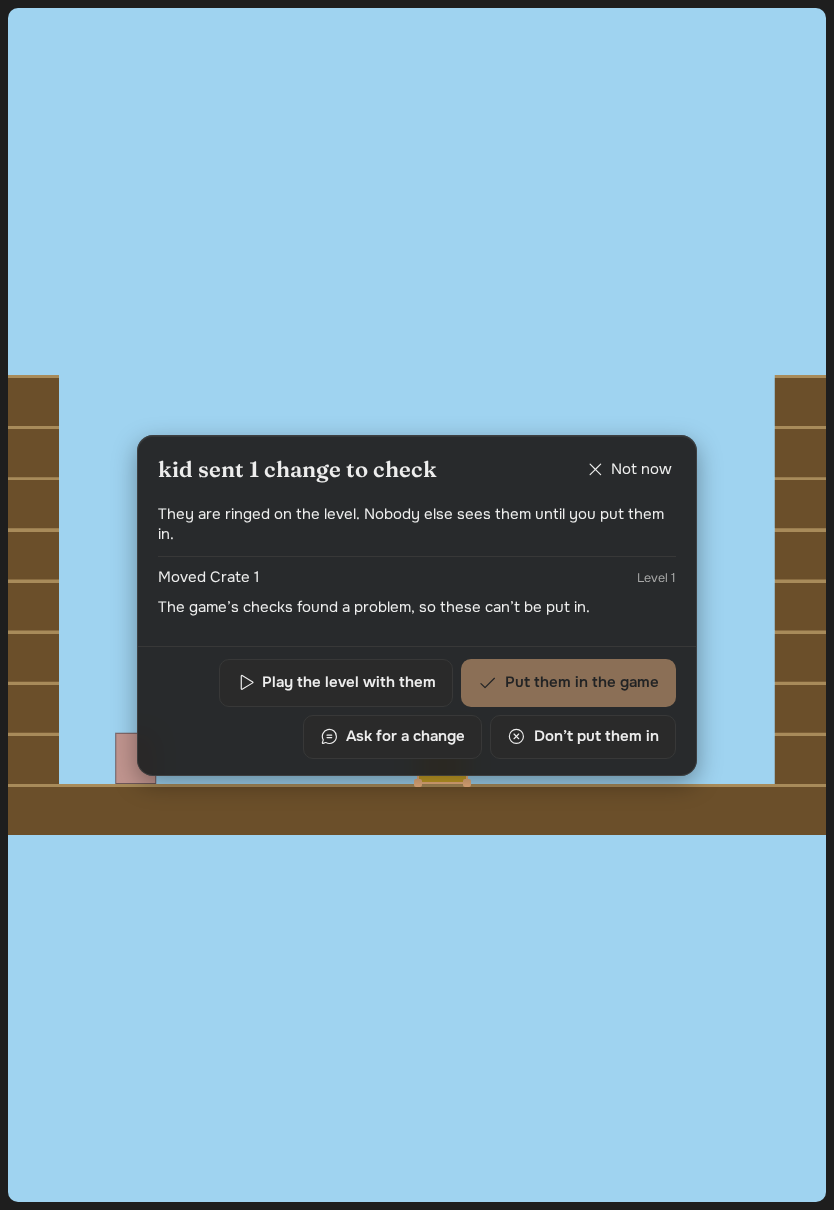 kid sent 1 change to check
Not now
They are ringed on the level. Nobody else sees them until you put them
in.
Moved Crate 1
Level 1
The game’s checks found a problem, so these can’t be put in.
Play the level with them
Put them in the game
Ask for a change
Don’t put them in